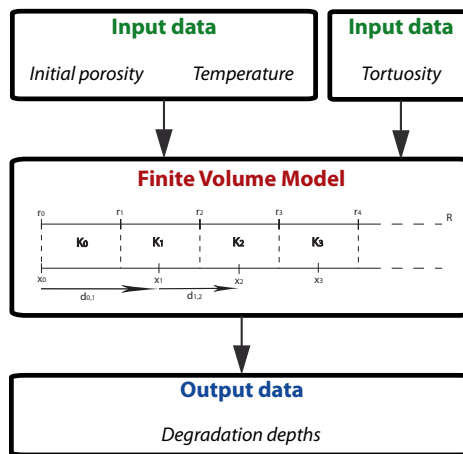 Input data
Initial porosity Temperature
Input data
Tortuosity
Finite Volume Model
r0 r1 r2 r3 r4 R
K0 K1 K2 K3
x0 x1 x2 x3
d0,1 d1,2
Output data
Degradation depths